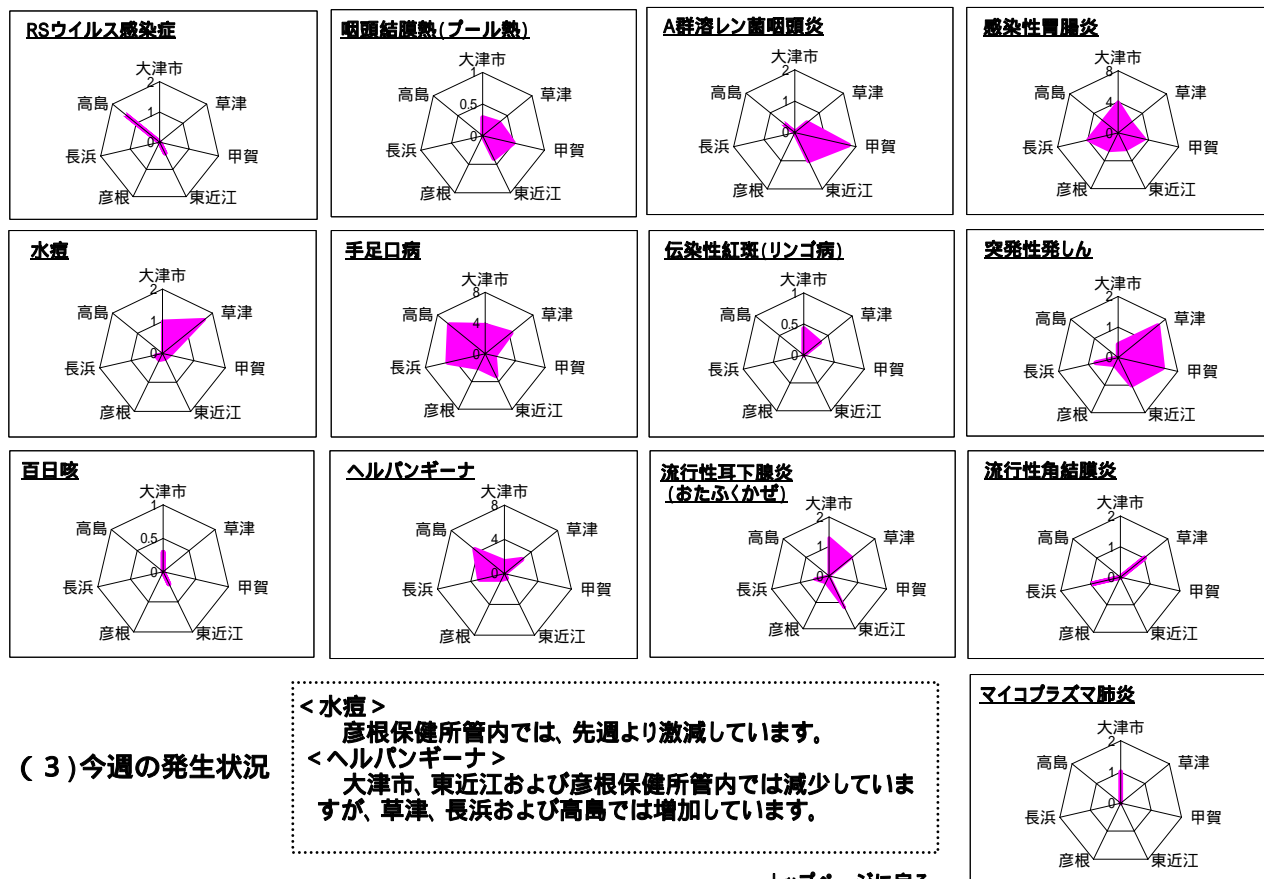 RSウイルス感染症
大津市
2
草津
1
0
甲賀
東近江
彦根
長浜
高島
咽頭結膜熱(プール熱)
大津市
1
草津
0.5
0
甲賀
東近江
彦根
長浜
高島
A群溶レン菌咽頭炎
大津市
2
草津
1
0
甲賀
東近江
彦根
長浜
高島
感染性胃腸炎
大津市
8
草津
4
0
甲賀
東近江
彦根
長浜
高島
水痘
大津市
2
草津
1
0
甲賀
東近江
彦根
長浜
高島
手足口病
大津市
8
草津
4
0
甲賀
東近江
彦根
長浜
高島
伝染性紅斑(リンゴ病)
大津市
1
草津
0.5
0
甲賀
東近江
彦根
長浜
高島
突発性発しん
大津市
2
草津
1
0
甲賀
東近江
彦根
長浜
高島
百日咳
大津市
1
草津
0.5
0
甲賀
東近江
彦根
長浜
高島
ヘルパンギーナ
大津市
8
草津
4
0
甲賀
東近江
彦根
長浜
高島
流行性耳下腺炎
(おたふくかぜ)
大津市
2
草津
1
0
甲賀
東近江
彦根
長浜
高島
流行性角結膜炎
大津市
2
草津
1
0
甲賀
東近江
彦根
長浜
高島
(3)今週の発生状況
<水痘>
彦根保健所管内では、先週より激減しています。
<ヘルパンギーナ>
大津市、東近江および彦根保健所管内では減少していま
すが、草津、長浜および高島では増加しています。
マイコプラズマ肺炎
大津市
2
草津
1
0
甲賀
東近江
彦根
長浜
高島